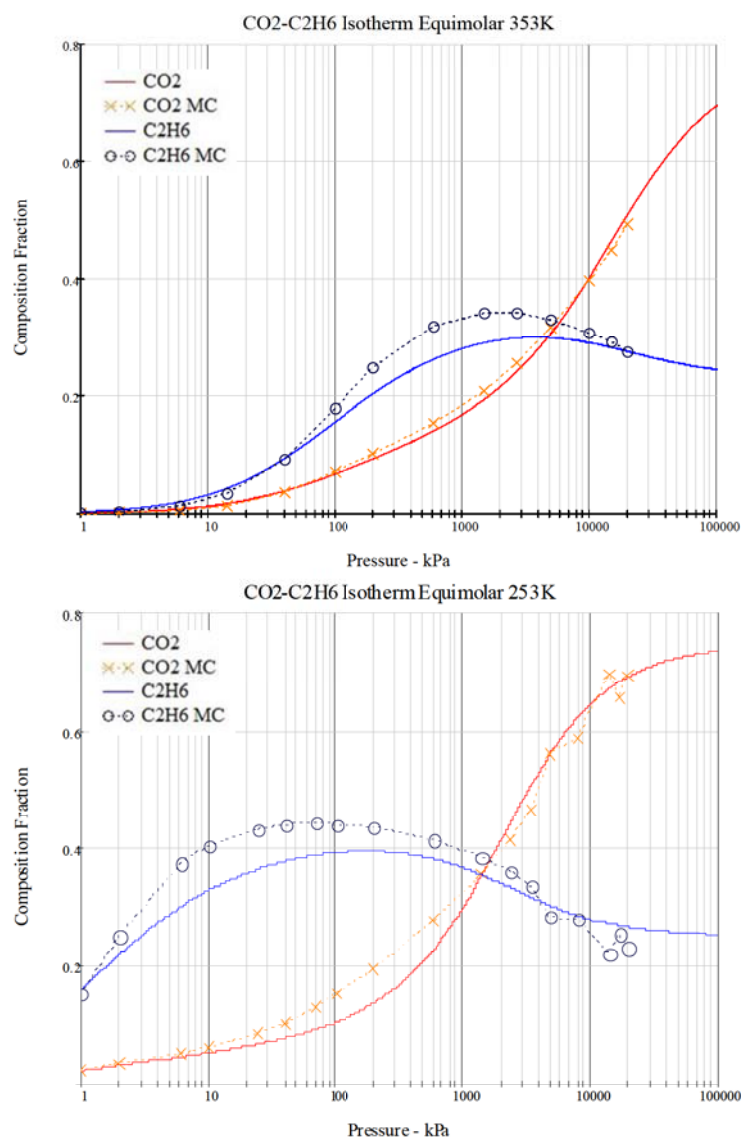 CO2-C2H6 Isotherm Equimolar 353K
0.8
CO2
CO2 MC
C2H6
C2H6 MC
0.6
0.4
0.2
Composition Fraction
1
10
100
1000
10000
100000
Pressure - kPa
CO2-C2H6 Isotherm Equimolar 253K
0.8
CO2
CO2 MC
C2H6
C2H6 MC
0.6
0.4
0.2
Composition Fraction
1
10
100
1000
10000
100000
Pressure - kPa